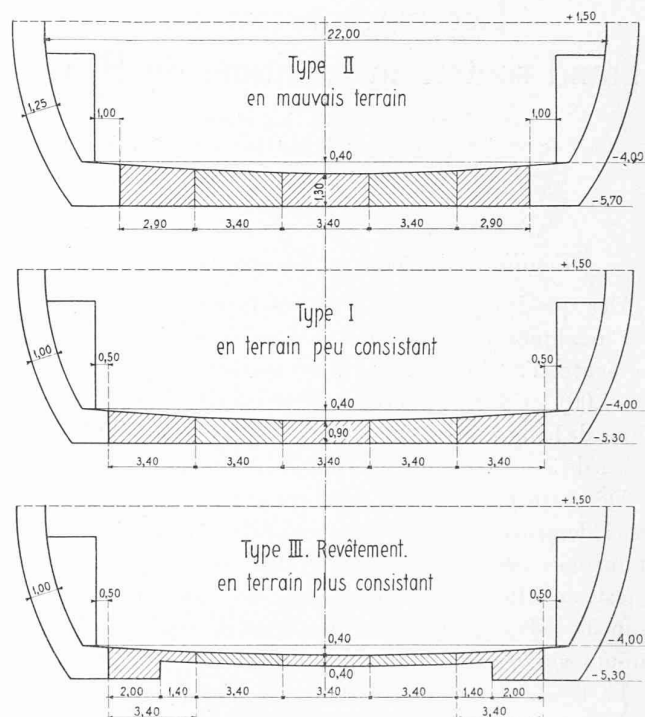 +1,50
22,00
Type II
en mauvais terrain
1,25
1,00
1,00
0,40
-4,00
1,30
-5,70
2,90 3,40 3,40 3,40 2,90
+1,50
Type I
en terrain peu consistant
1,00
0,50
0,50
0,40
-4,00
0,90
-5,30
3,40 3,40 3,40 3,40 3,40
+1,50
Type III. Revêtement.
en terrain plus consistant
1,00
0,50
0,50
0,40
-4,00
0,40
-5,30
2,00 1,40 3,40 3,40 3,40 1,40 2,00
3,40 3,40